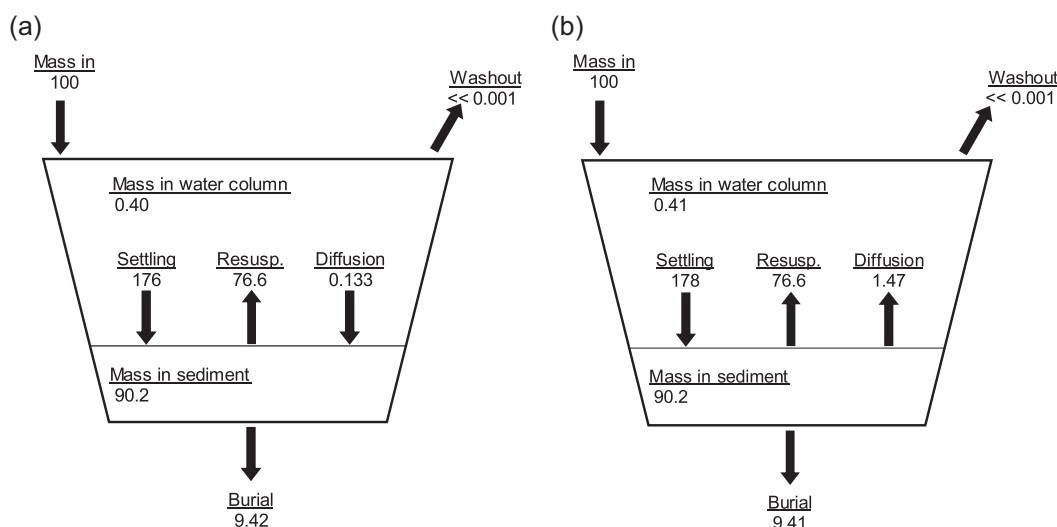 (a)
Mass in
100
Washout
<< 0.001
Mass in water column
0.40
Settling
176
Resusp.
76.6
Diffusion
0.133
Mass in sediment
90.2
Burial
9.42
(b)
Mass in
100
Washout
<< 0.001
Mass in water column
0.41
Settling
178
Resusp.
76.6
Diffusion
1.47
Mass in sediment
90.2
Burial
9.41